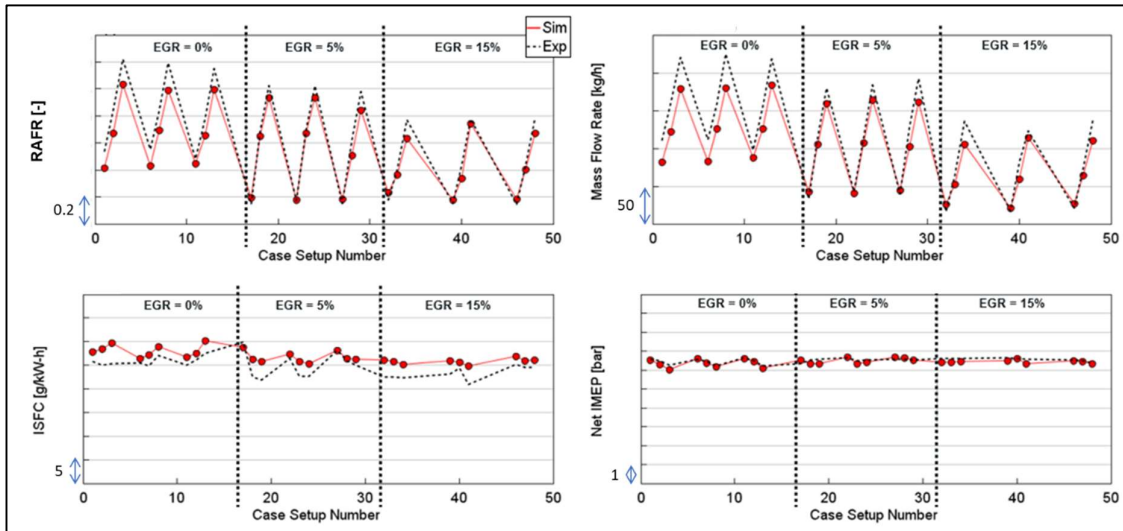 Sim
Exp
EGR = 0%
EGR = 5%
EGR = 15%
RAFR [-]
0.2
0
10
20
30
40
50
Case Setup Number
EGR = 0%
EGR = 5%
EGR = 15%
Mass Flow Rate [kg/h]
50
0
10
20
30
40
50
Case Setup Number
EGR = 0%
EGR = 5%
EGR = 15%
ISFC [g/kW-h]
5
0
10
20
30
40
50
Case Setup Number
EGR = 0%
EGR = 5%
EGR = 15%
Net IMEP [bar]
1
0
10
20
30
40
50
Case Setup Number